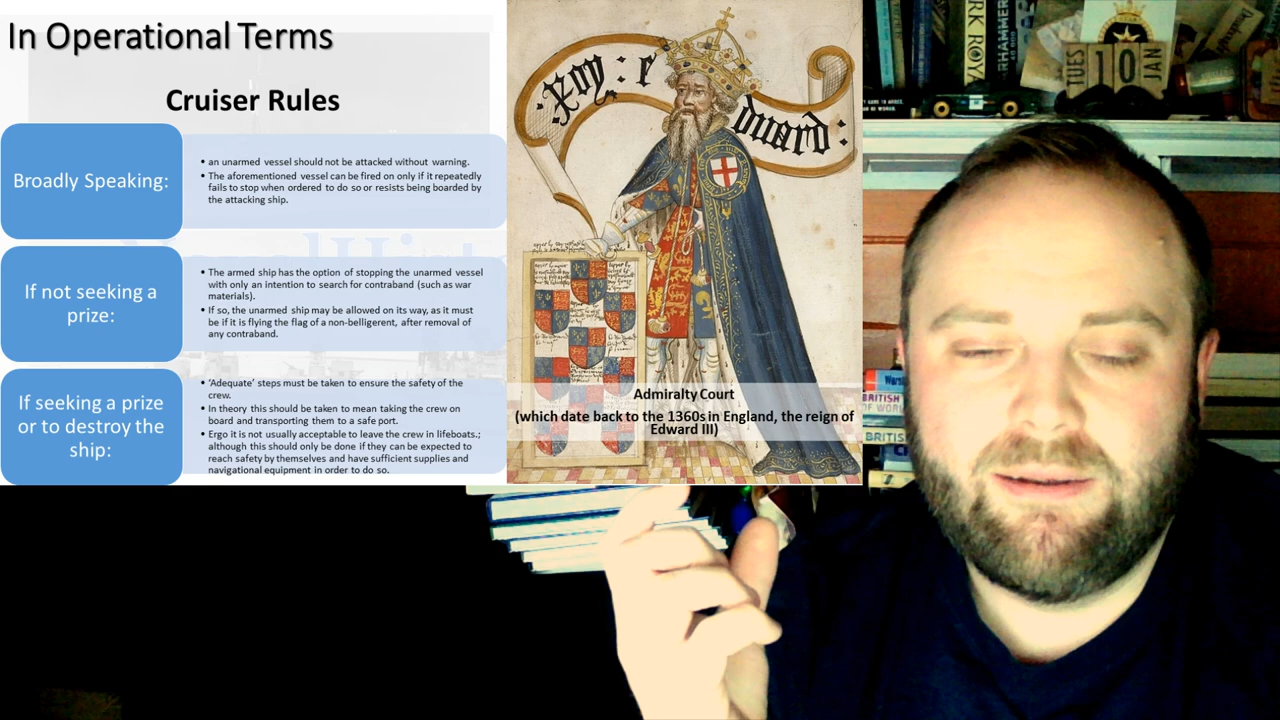 In Operational Terms
Cruiser Rules
Broadly Speaking:
• an unarmed vessel should not be attacked without warning.
• The aforementioned vessel can be fired on only if it repeatedly
fails to stop when ordered to do so or resists being boarded by
the attacking ship.
If not seeking a
prize:
• The armed ship has the option of stopping the unarmed vessel
with only an intention to search for contraband (such as war
materials).
• If so, the unarmed ship may be allowed on its way, as it must
be if it is flying the flag of a non-belligerent, after removal of
any contraband.
If seeking a prize
or to destroy the
ship:
• 'Adequate' steps must be taken to ensure the safety of the
crew.
• In theory this should be taken to mean taking the crew on
board and transporting them to a safe port.
• Ergo it is not usually acceptable to leave the crew in lifeboats.;
although this should only be done if they can be expected to
reach safety by themselves and have sufficient supplies and
navigational equipment in order to do so.
Admiralty Court
(which date back to the 1360s in England, the reign of
Edward III)
TUES 10 JAN
BRITISH